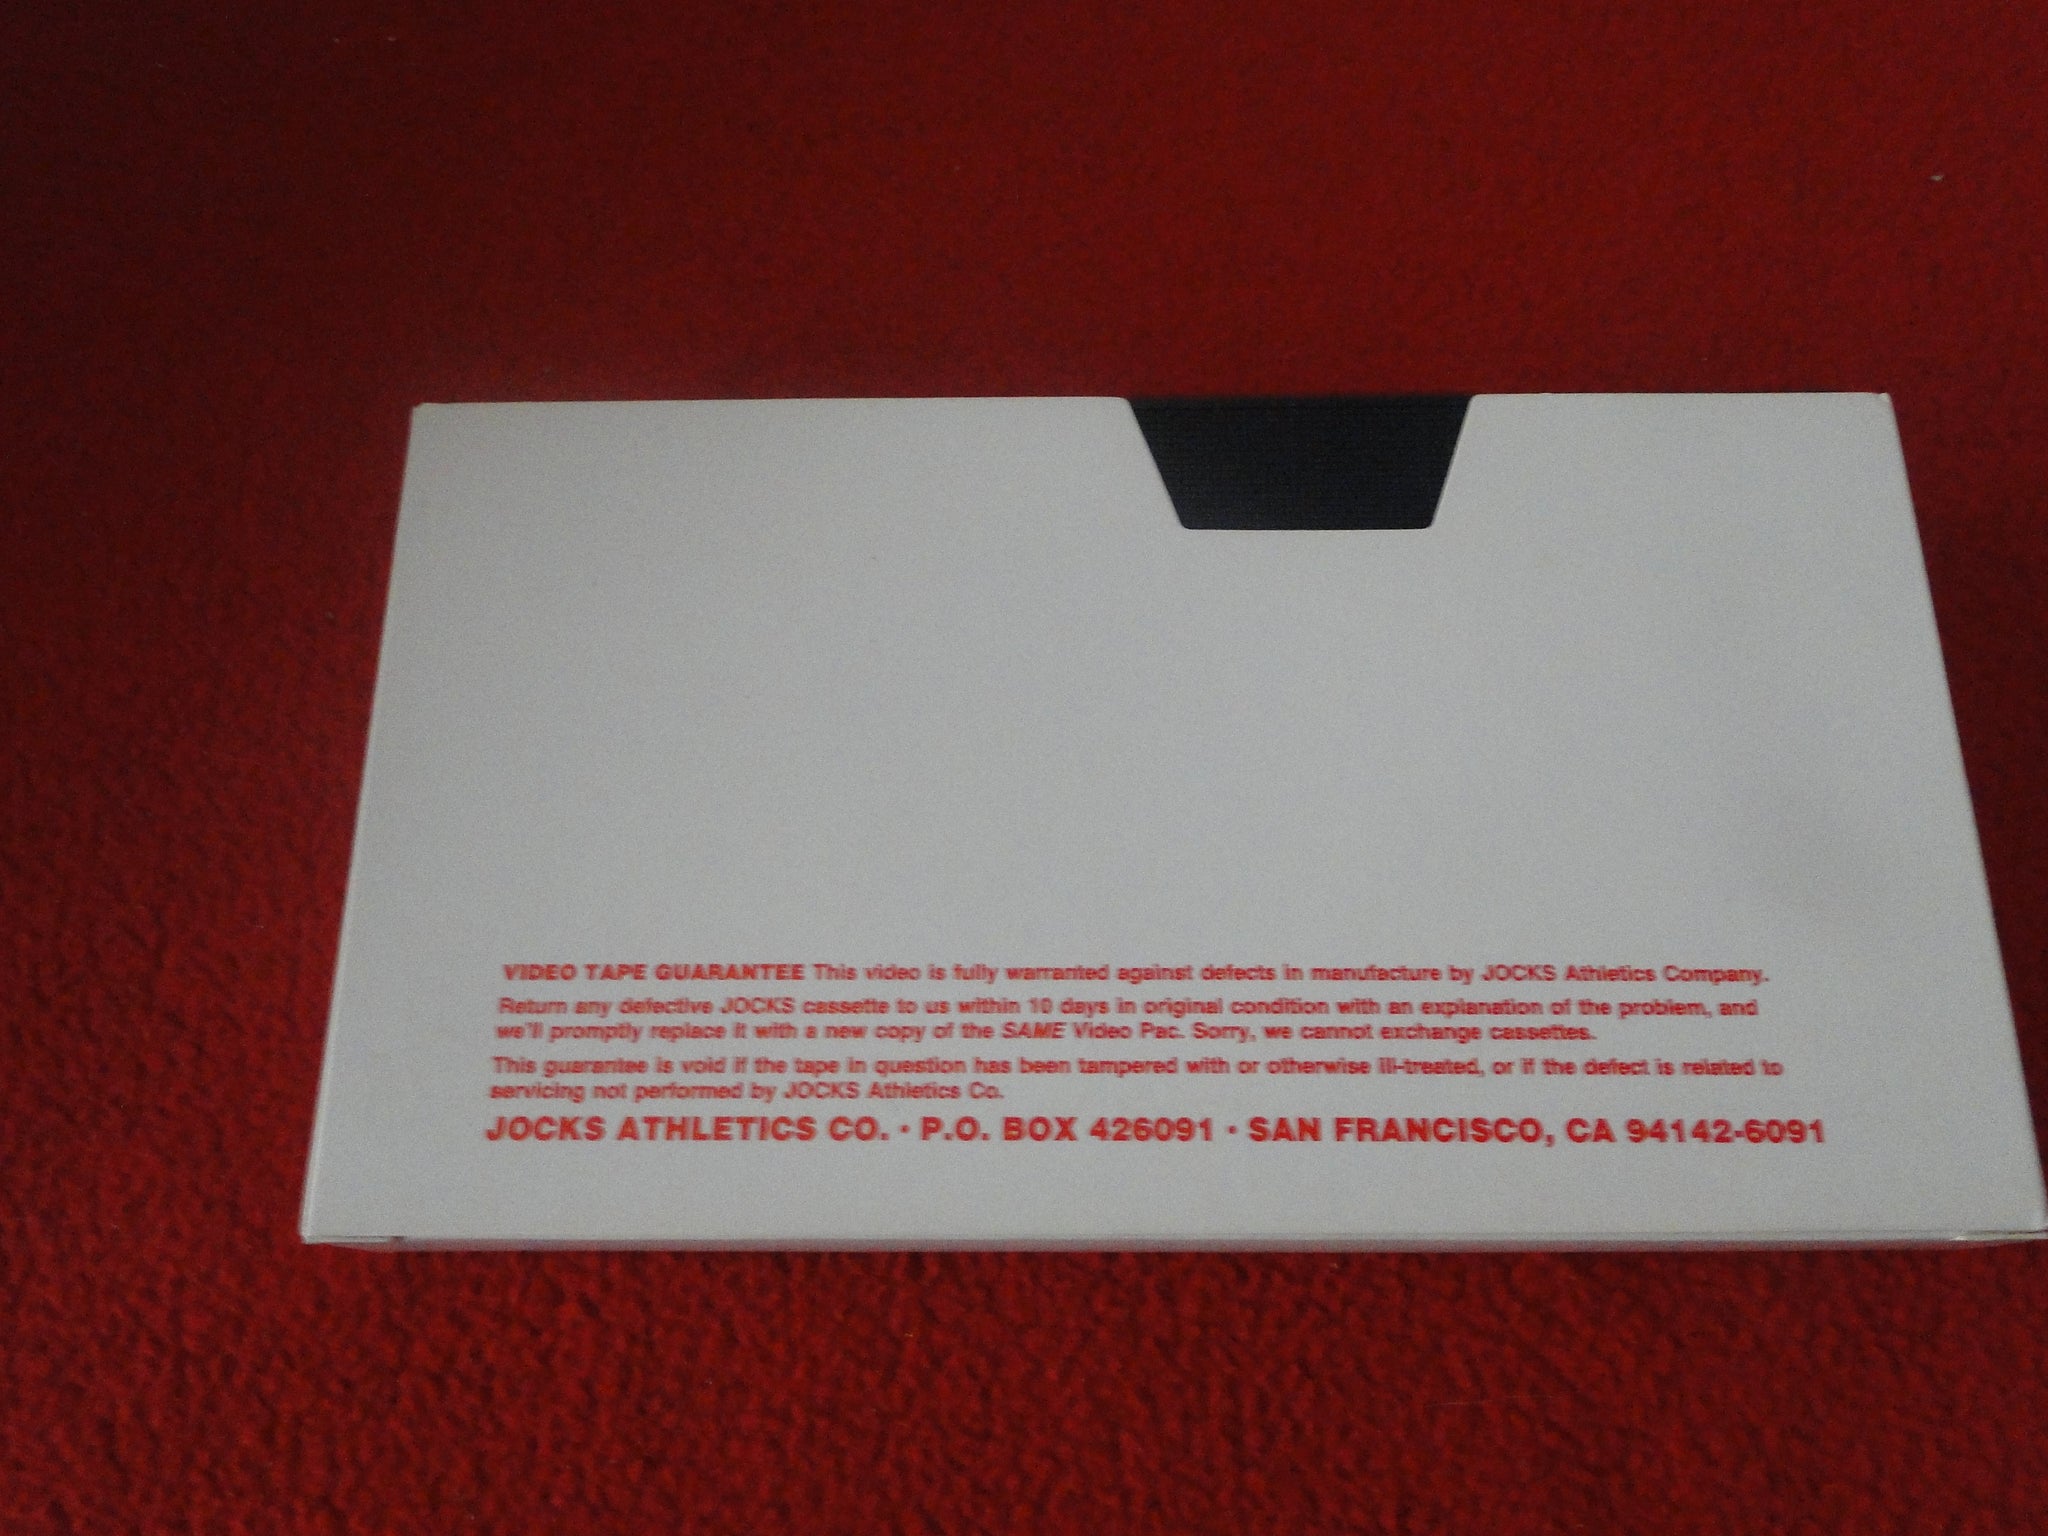 VIDEO TAPE GUARANTEE This video is fully warranted against defects in manufacture by JOCKS Athletics Company.
Return any defective JOCKS cassette to us within 10 days in original condition with an explanation of the problem, and
we'll promptly replace it with a new copy of the SAME Video Pac. Sorry, we cannot exchange cassettes.
This guarantee is void if the tape in question has been tampered with or otherwise ill-treated, or if the defect is related to
servicing not performed by JOCKS Athletics Co.
JOCKS ATHLETICS CO. • P.O. BOX 426091 • SAN FRANCISCO, CA 94142-6091